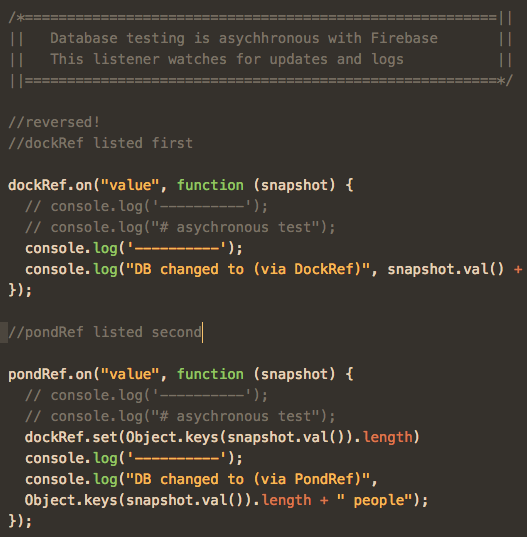 /*========================================================||
||   Database testing is asychhronous with Firebase       ||
||   This listener watches for updates and logs           ||
||========================================================*/
//reversed!
//dockRef listed first
dockRef.on("value", function (snapshot) {
  // console.log('----------');
  // console.log("# asychronous test");
  console.log('----------');
  console.log("DB changed to (via DockRef)", snapshot.val() +
});
//pondRef listed second
pondRef.on("value", function (snapshot) {
  // console.log('----------');
  // console.log("# asychronous test");
  dockRef.set(Object.keys(snapshot.val()).length)
  console.log('----------');
  console.log("DB changed to (via PondRef)",
  Object.keys(snapshot.val()).length + " people");
});